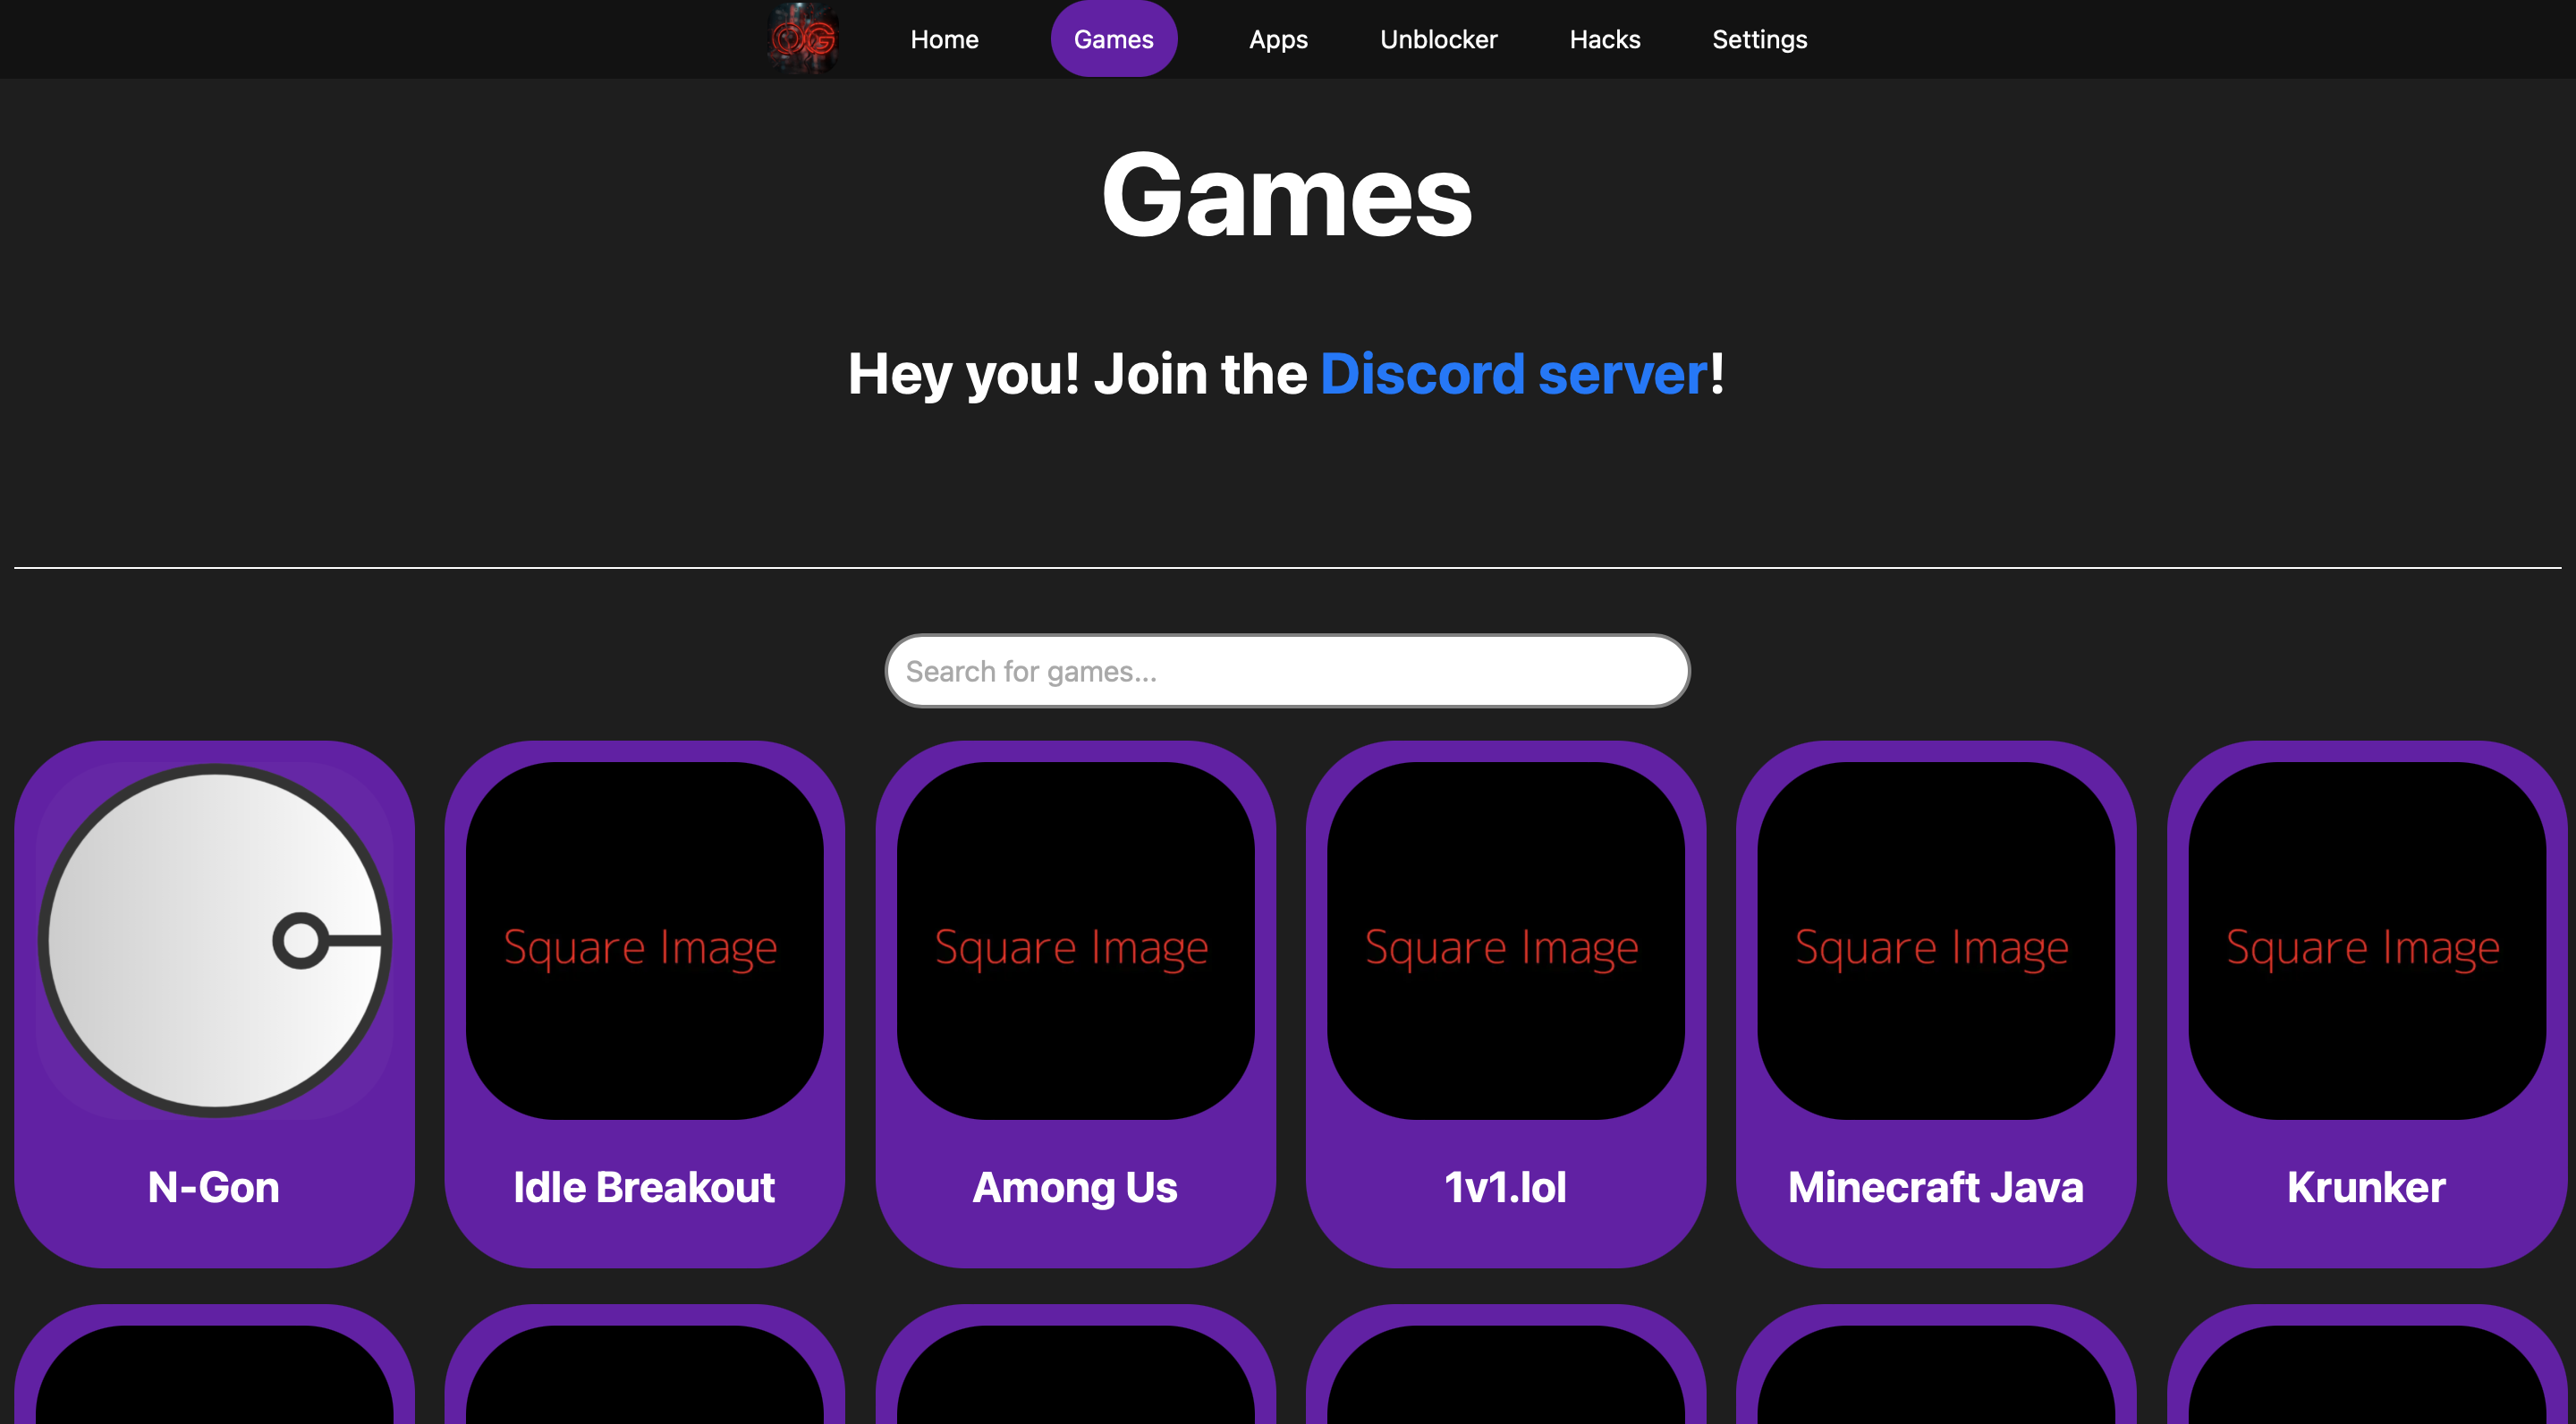 OG
Home
Games
Apps
Unblocker
Hacks
Settings
Games
Hey you! Join the Discord server!
Search for games...
Square Image
Square Image
Square Image
Square Image
Square Image
N-Gon
Idle Breakout
Among Us
1v1.lol
Minecraft Java
Krunker